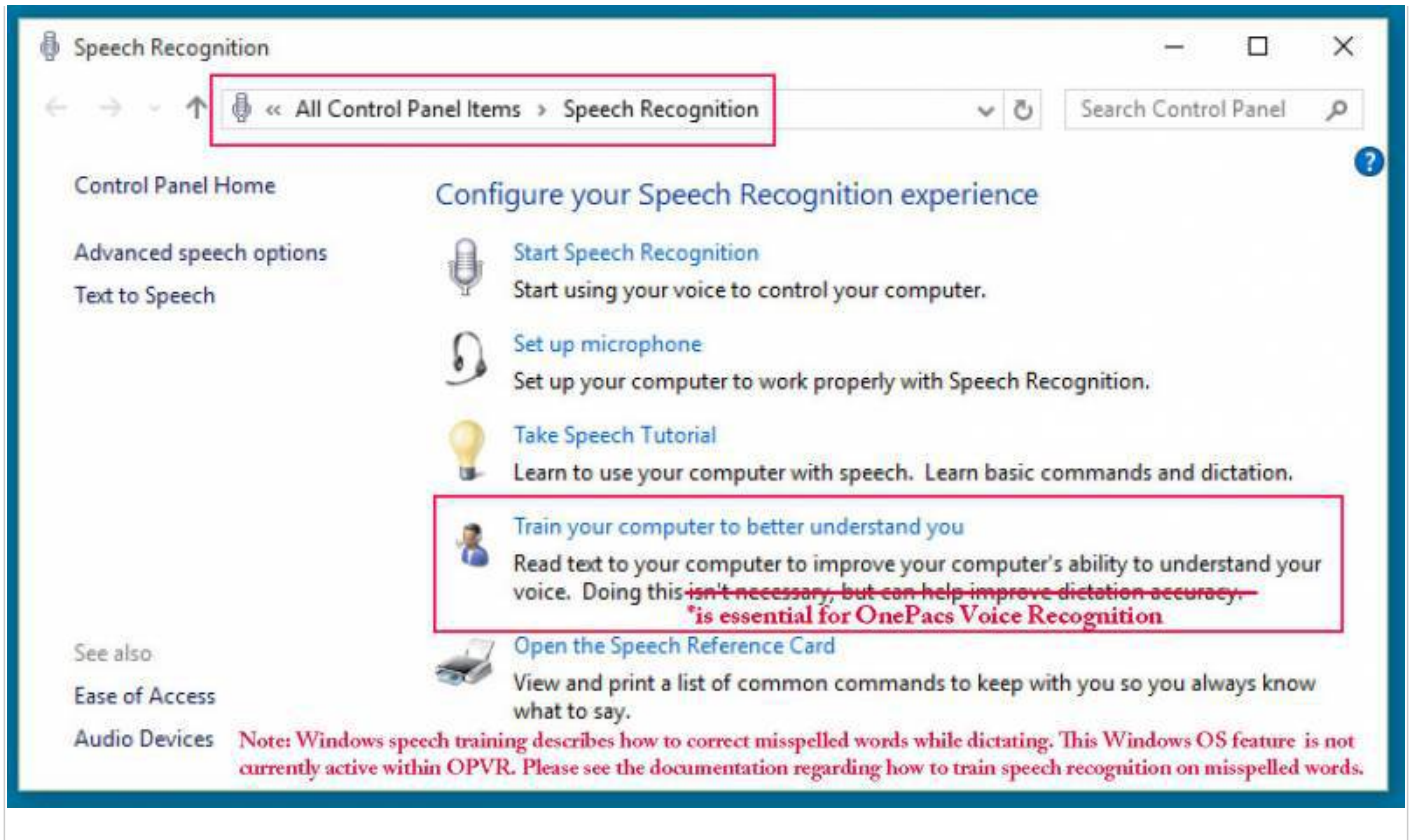 Speech Recognition
« All Control Panel Items › Speech Recognition
Search Control Panel
?
Control Panel Home
Advanced speech options
Text to Speech
Configure your Speech Recognition experience
Start Speech Recognition
Start using your voice to control your computer.
Set up microphone
Set up your computer to work properly with Speech Recognition.
Take Speech Tutorial
Learn to use your computer with speech. Learn basic commands and dictation.
Train your computer to better understand you
Read text to your computer to improve your computer's ability to understand your
voice. Doing this isn't necessary, but can help improve dictation accuracy.
*is essential for OnePacs Voice Recognition
Open the Speech Reference Card
View and print a list of common commands to keep with you so you always know
what to say.
See also
Ease of Access
Audio Devices
Note: Windows speech training describes how to correct misspelled words while dictating. This Windows OS feature is not
currently active within OPVR. Please see the documentation regarding how to train speech recognition on misspelled words.